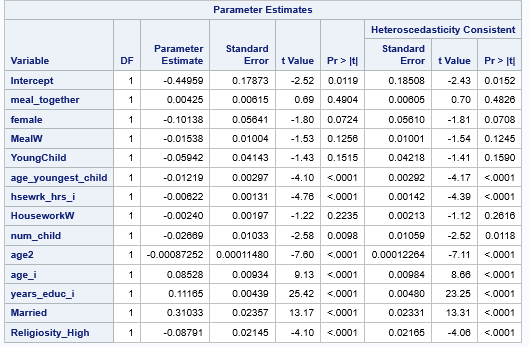 Parameter Estimates
Heteroscedasticity Consistent
Variable DF Parameter Estimate Standard Error t Value Pr > |t| Standard Error t Value Pr > |t|
Intercept 1 -0.44959 0.17873 -2.52 0.0119 0.18508 -2.43 0.0152
meal_together 1 0.00425 0.00615 0.69 0.4904 0.00605 0.70 0.4826
female 1 -0.10138 0.05641 -1.80 0.0724 0.05610 -1.81 0.0708
MealW 1 -0.01538 0.01004 -1.53 0.1256 0.01001 -1.54 0.1245
YoungChild 1 -0.05942 0.04143 -1.43 0.1515 0.04218 -1.41 0.1590
age_youngest_child 1 -0.01219 0.00297 -4.10 <.0001 0.00292 -4.17 <.0001
hsewrk_hrs_i 1 -0.00622 0.00131 -4.76 <.0001 0.00142 -4.39 <.0001
HouseworkW 1 -0.00240 0.00197 -1.22 0.2235 0.00213 -1.12 0.2616
num_child 1 -0.02669 0.01033 -2.58 0.0098 0.01059 -2.52 0.0118
age2 1 -0.00087252 0.00011480 -7.60 <.0001 0.00012264 -7.11 <.0001
age_i 1 0.08528 0.00934 9.13 <.0001 0.00984 8.66 <.0001
years_educ_i 1 0.11165 0.00439 25.42 <.0001 0.00480 23.25 <.0001
Married 1 0.31033 0.02357 13.17 <.0001 0.02331 13.31 <.0001
Religiosity_High 1 -0.08791 0.02145 -4.10 <.0001 0.02165 -4.06 <.0001